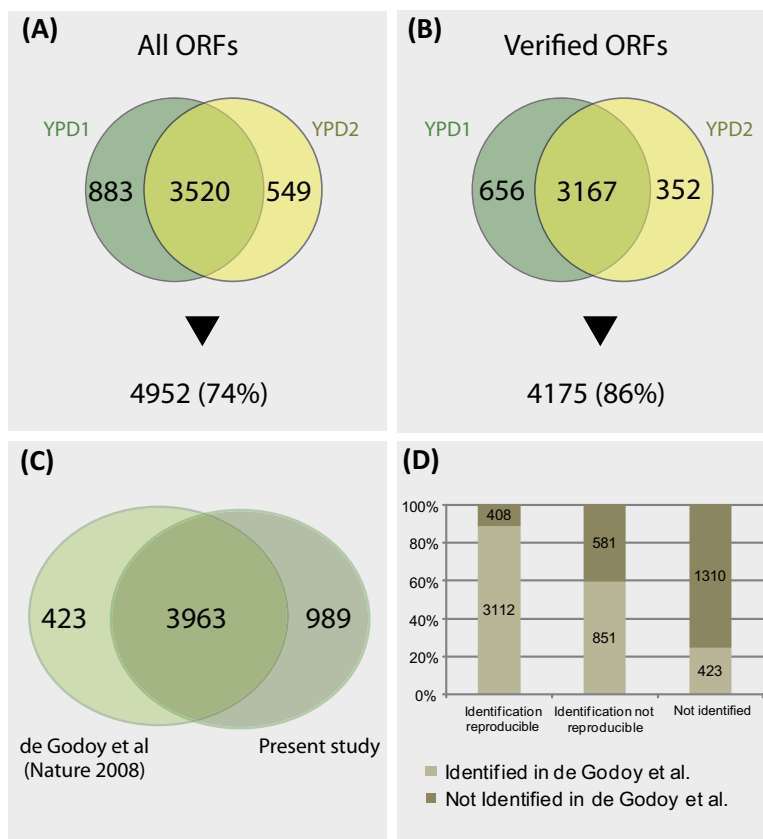 (A)
All ORFs
YPD1
YPD2
883
3520
549
4952 (74%)
(B)
Verified ORFs
YPD1
YPD2
656
3167
352
4175 (86%)
(C)
423
3963
989
de Godoy et al
(Nature 2008)
Present study
(D)
100%
80%
60%
40%
20%
0%
408
3112
581
851
1310
423
Identification
reproducible
Identification not
reproducible
Not identified
Identified in de Godoy et al.
Not Identified in de Godoy et al.